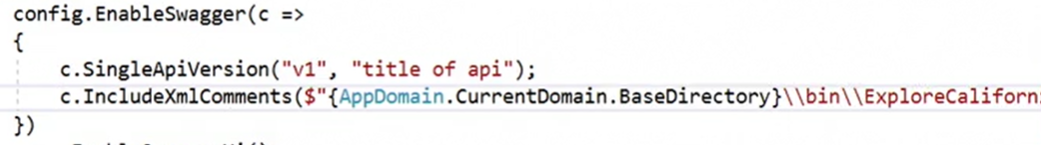 config.EnableSwagger(c =>
{
c.SingleApiVersion("v1", "title of api");
c.IncludeXmlComments($"{AppDomain.CurrentDomain.BaseDirectory}\\bin\\ExploreCaliforn
})